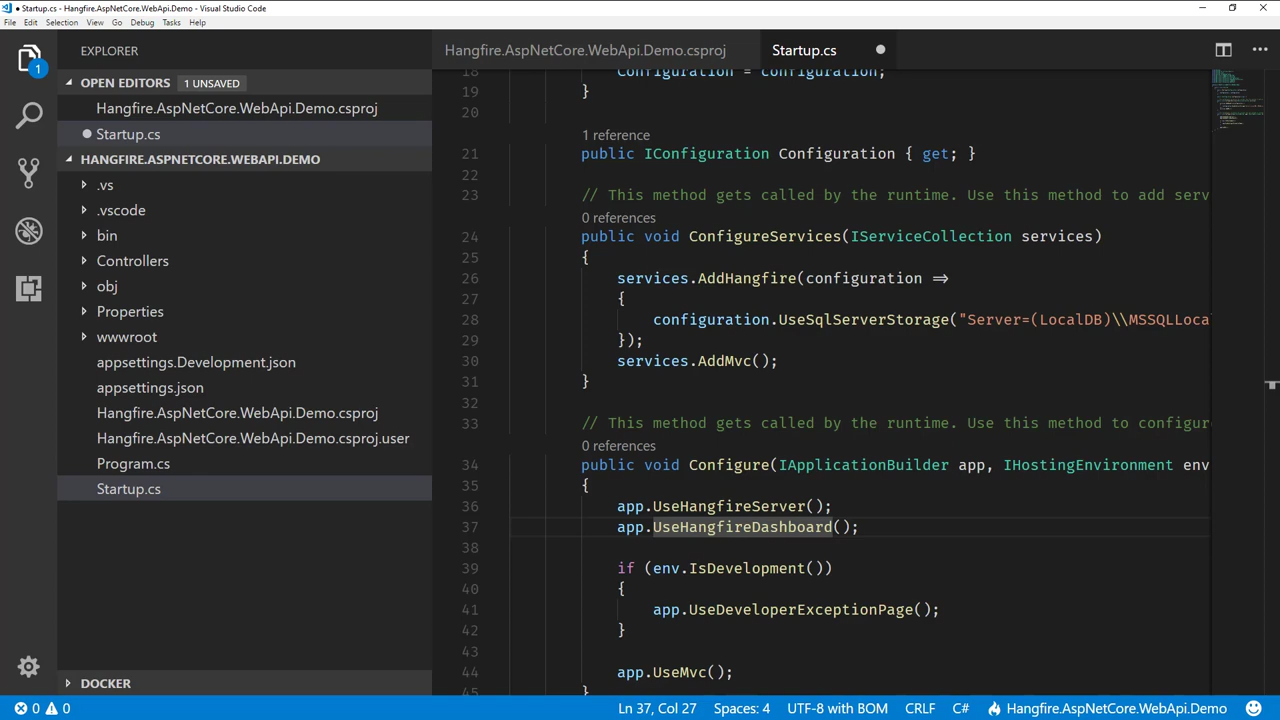 ● Startup.cs - Hangfire.AspNetCore.WebApi.Demo - Visual Studio Code
File Edit Selection View Go Debug Tasks Help
EXPLORER
OPEN EDITORS 1 UNSAVED
Hangfire.AspNetCore.WebApi.Demo.csproj
Startup.cs
HANGFIRE.ASPNETCORE.WEBAPI.DEMO
.vs
.vscode
bin
Controllers
obj
Properties
wwwroot
appsettings.Development.json
appsettings.json
Hangfire.AspNetCore.WebApi.Demo.csproj
Hangfire.AspNetCore.WebApi.Demo.csproj.user
Program.cs
Startup.cs
DOCKER
1
Hangfire.AspNetCore.WebApi.Demo.csproj Startup.cs
18 Configuration = configuration;
19 }
20
1 reference
21 public IConfiguration Configuration { get; }
22
23 // This method gets called by the runtime. Use this method to add serv
0 references
24 public void ConfigureServices(IServiceCollection services)
25 {
26 services.AddHangfire(configuration =>
27 {
28 configuration.UseSqlServerStorage("Server=(LocalDB)\\MSSQLLoca
29 });
30 services.AddMvc();
31 }
32
33 // This method gets called by the runtime. Use this method to configure
0 references
34 public void Configure(IApplicationBuilder app, IHostingEnvironment env
35 {
36 app.UseHangfireServer();
37 app.UseHangfireDashboard();
38
39 if (env.IsDevelopment())
40 {
41 app.UseDeveloperExceptionPage();
42 }
43
44 app.UseMvc();
45 }
0 0 Ln 37, Col 27 Spaces: 4 UTF-8 with BOM CRLF C# Hangfire.AspNetCore.WebApi.Demo